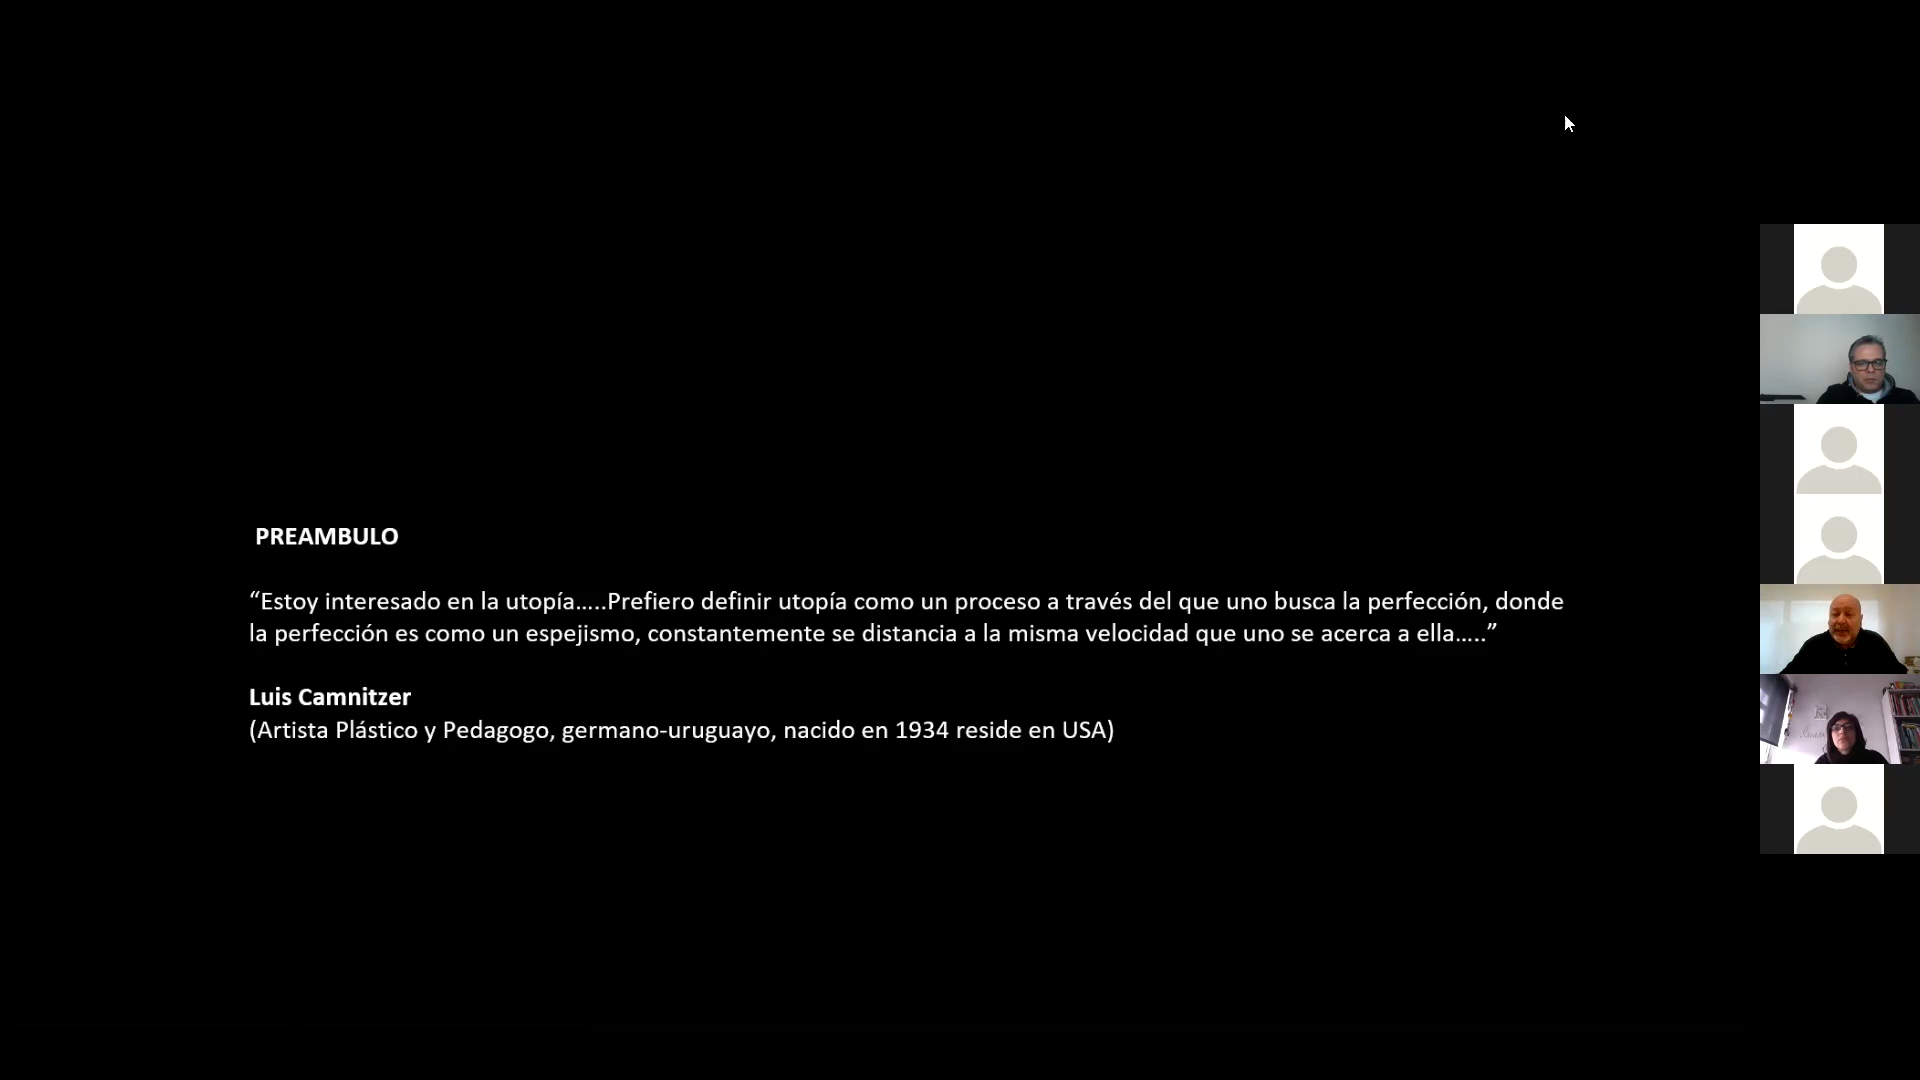 PREAMBULO
“Estoy interesado en la utopía…..Prefiero definir utopía como un proceso a través del que uno busca la perfección, donde
la perfección es como un espejismo, constantemente se distancia a la misma velocidad que uno se acerca a ella…..”
Luis Camnitzer
(Artista Plástico y Pedagogo, germano-uruguayo, nacido en 1934 reside en USA)
R